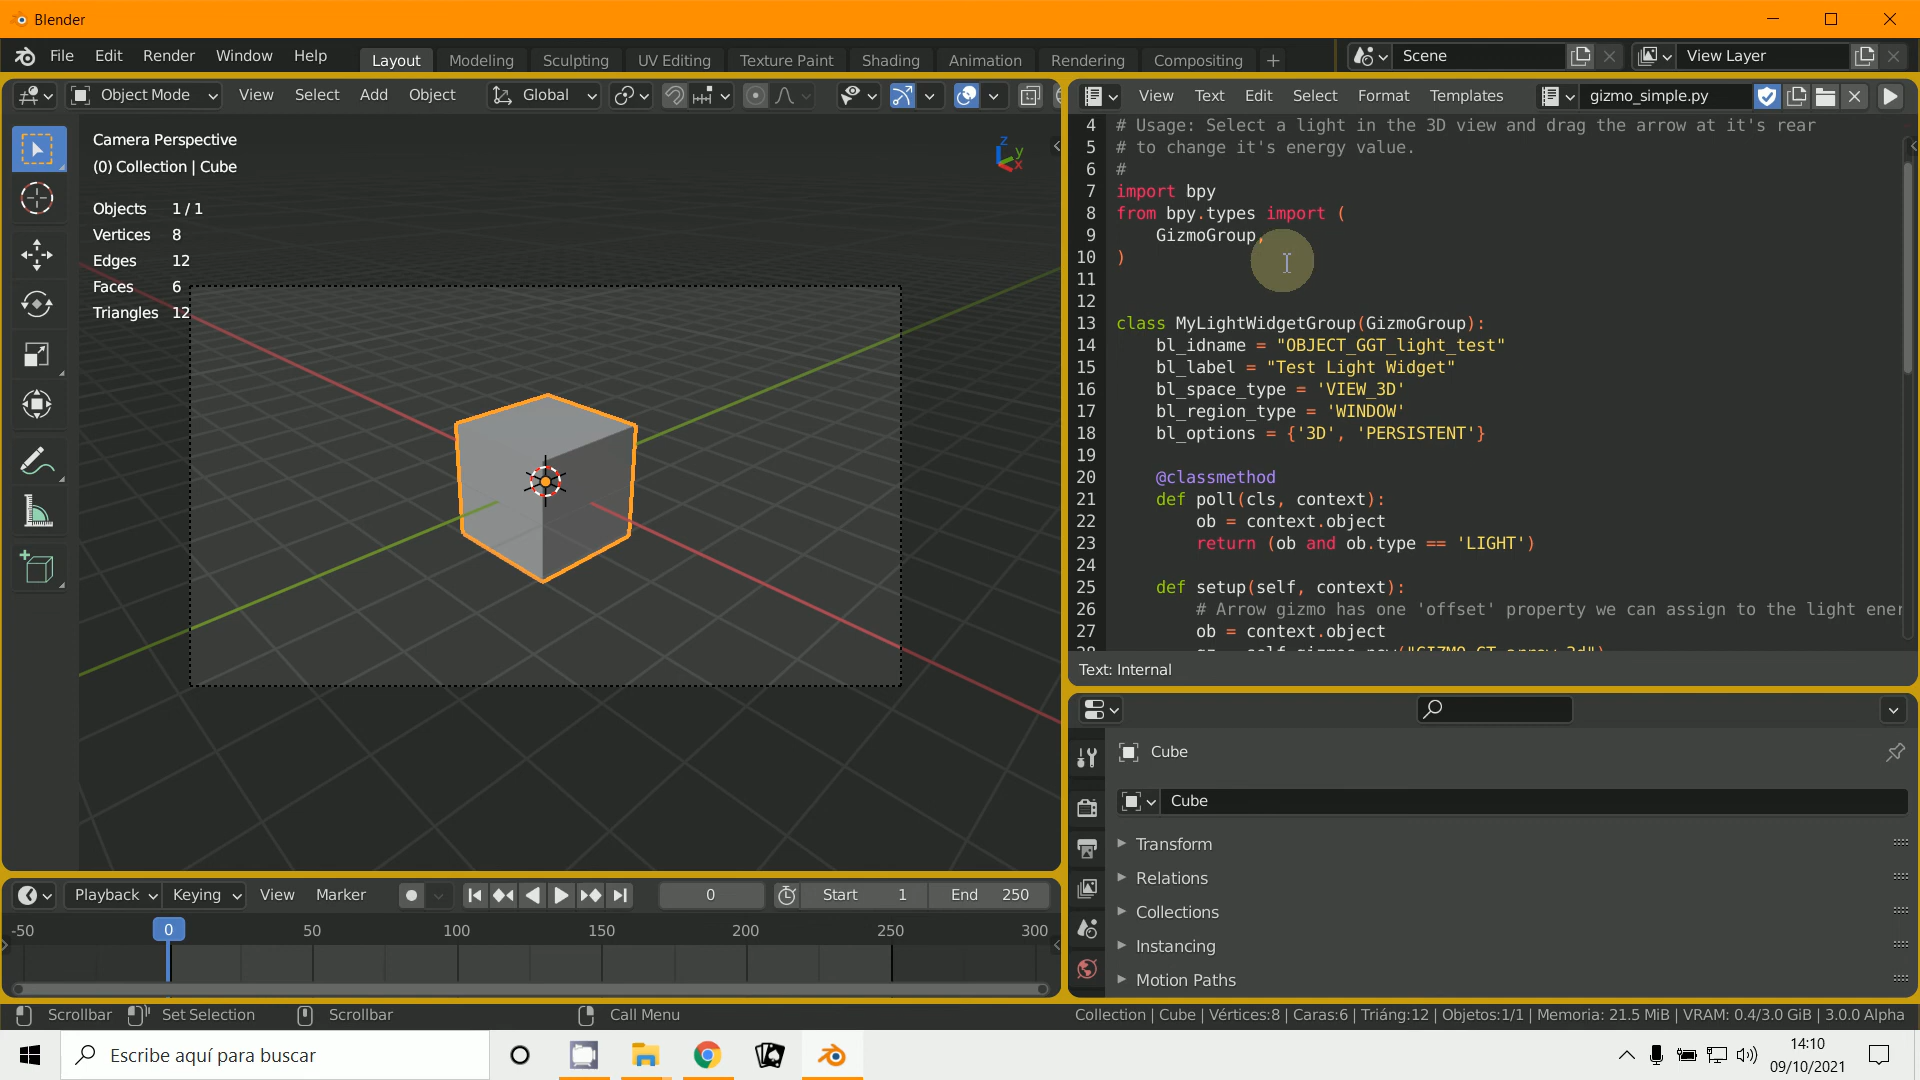 Blender
File Edit Render Window Help
Layout Modeling Sculpting UV Editing Texture Paint Shading Animation Rendering Compositing +
Scene
View Layer
Object Mode View Select Add Object Global
Camera Perspective
(0) Collection | Cube
Objects 1/1
Vertices 8
Edges 12
Faces 6
Triangles 12
Z
Y
X
View Text Edit Select Format Templates gizmo_simple.py
4 # Usage: Select a light in the 3D view and drag the arrow at it's rear
5 # to change it's energy value.
6 #
7 import bpy
8 from bpy.types import (
9 GizmoGroup,
10 )
11
12
13 class MyLightWidgetGroup(GizmoGroup):
14 bl_idname = "OBJECT_GGT_light_test"
15 bl_label = "Test Light Widget"
16 bl_space_type = 'VIEW_3D'
17 bl_region_type = 'WINDOW'
18 bl_options = {'3D', 'PERSISTENT'}
19
20 @classmethod
21 def poll(cls, context):
22 ob = context.object
23 return (ob and ob.type == 'LIGHT')
24
25 def setup(self, context):
26 # Arrow gizmo has one 'offset' property we can assign to the light ener
27 ob = context.object
28 gz = self.gizmos.new("GIZMO_GT_arrow_3d")
Text: Internal
Cube
Cube
Transform
Relations
Collections
Instancing
Motion Paths
Playback Keying View Marker 0 Start 1 End 250
-50 0 50 100 150 200 250 300
Scrollbar Set Selection Scrollbar Call Menu
Collection | Cube | Vértices:8 | Caras:6 | Triáng:12 | Objetos:1/1 | Memoria: 21.5 MiB | VRAM: 0.4/3.0 GiB | 3.0.0 Alpha
Escribe aquí para buscar
14:10
09/10/2021